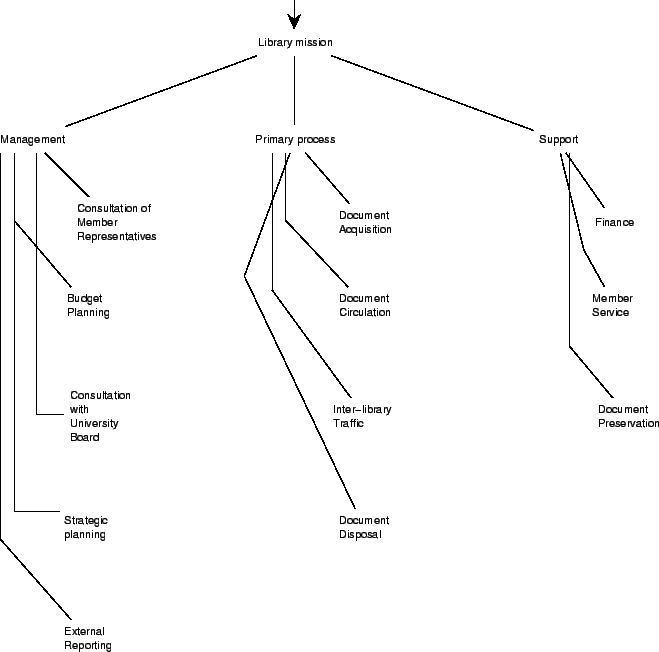 Library mission
Management
Primary process
Support
Consultation of
Member
Representatives
Budget
Planning
Consultation
with
University
Board
Strategic
planning
External
Reporting
Document
Acquisition
Document
Circulation
Inter-library
Traffic
Document
Disposal
Finance
Member
Service
Document
Preservation